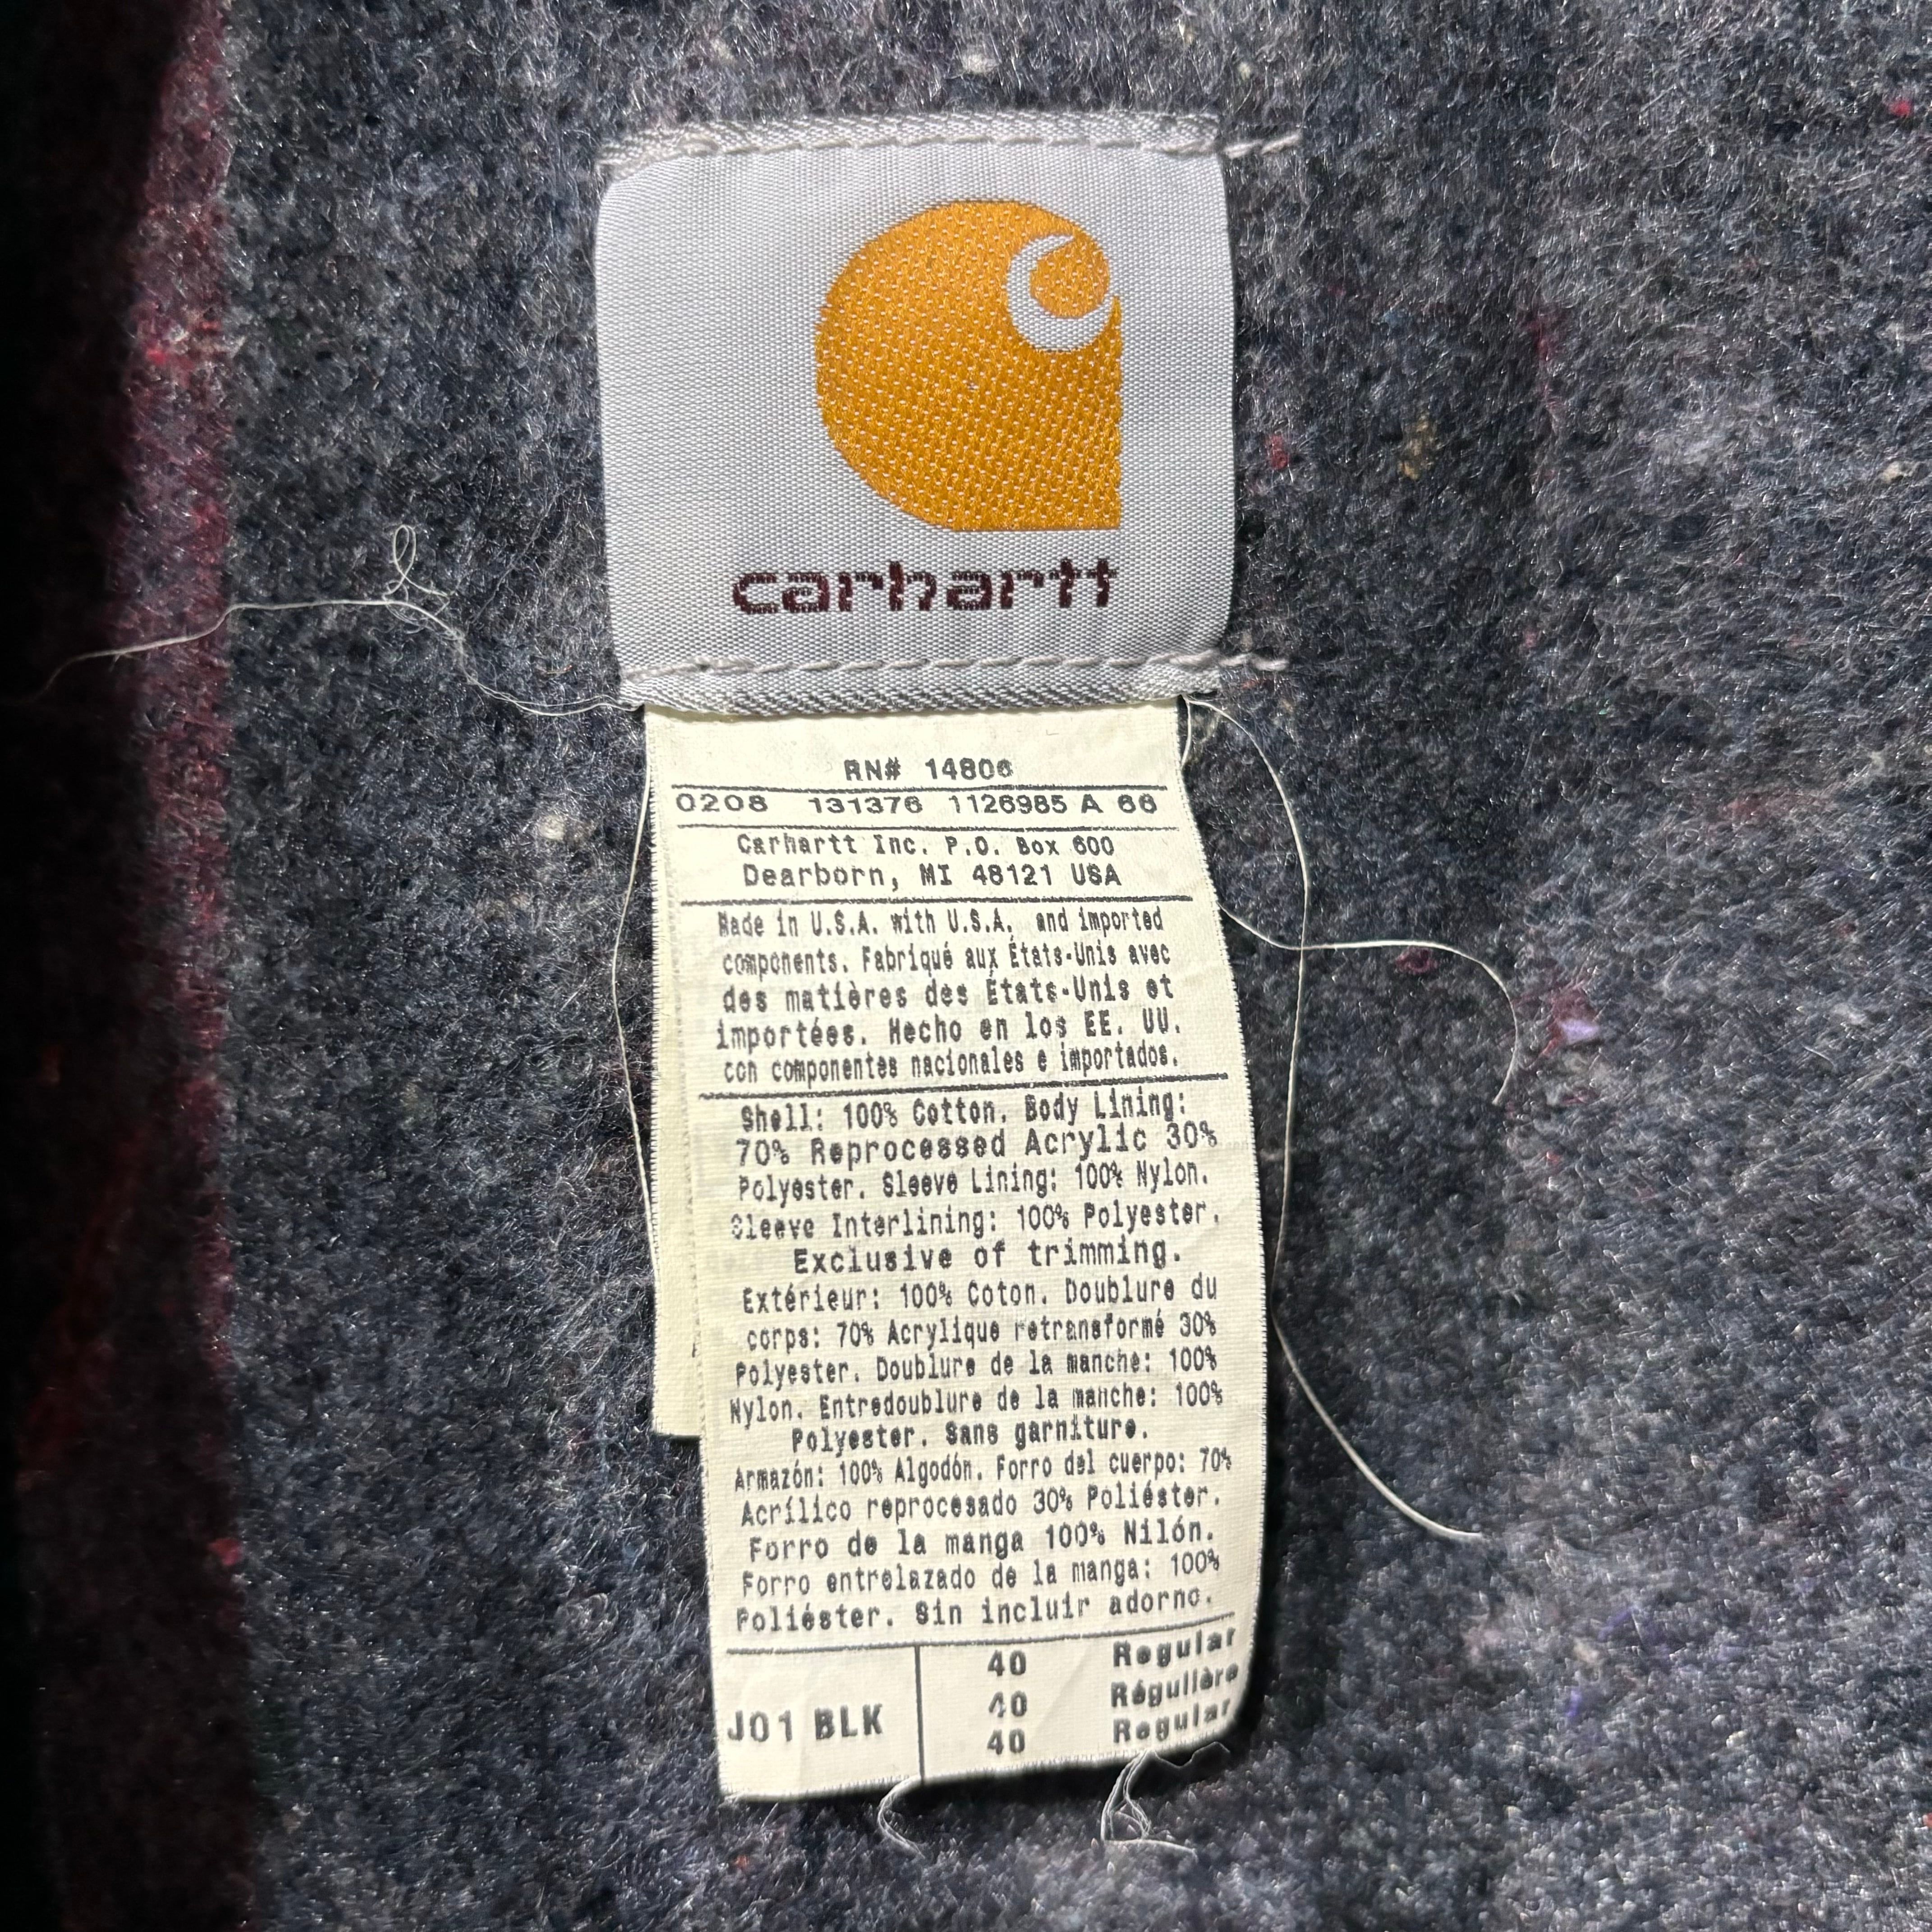 carhartt
RN# 14806
0208 131376 1126985 A 66
Carhartt Inc. P.O. Box 600
Dearborn, MI 48121 USA
Made in U.S.A. with U.S.A. and imported
components. Fabriqué aux États-Unis avec
des matières des États-Unis et
importées. Hecho en los EE. UU.
con componentes nacionales e importados.
Shell: 100% Cotton. Body Lining:
70% Reprocessed Acrylic 30%
Polyester. Sleeve Lining: 100% Nylon.
Sleeve Interlining: 100% Polyester.
Exclusive of trimming.
Extérieur: 100% Coton. Doublure du
corps: 70% Acrylique retransformé 30%
Polyester. Doublure de la manche: 100%
Nylon. Entredoublure de la manche: 100%
Polyester. Sans garniture.
Armazón: 100% Algodón. Forro del cuerpo: 70%
Acrílico reprocesado 30% Poliéster.
Forro de la manga 100% Nilón.
Forro entrelazado de la manga: 100%
Poliéster. Sin incluir adorno.
J01 BLK
40 Regular
40 Régulière
40 Regular